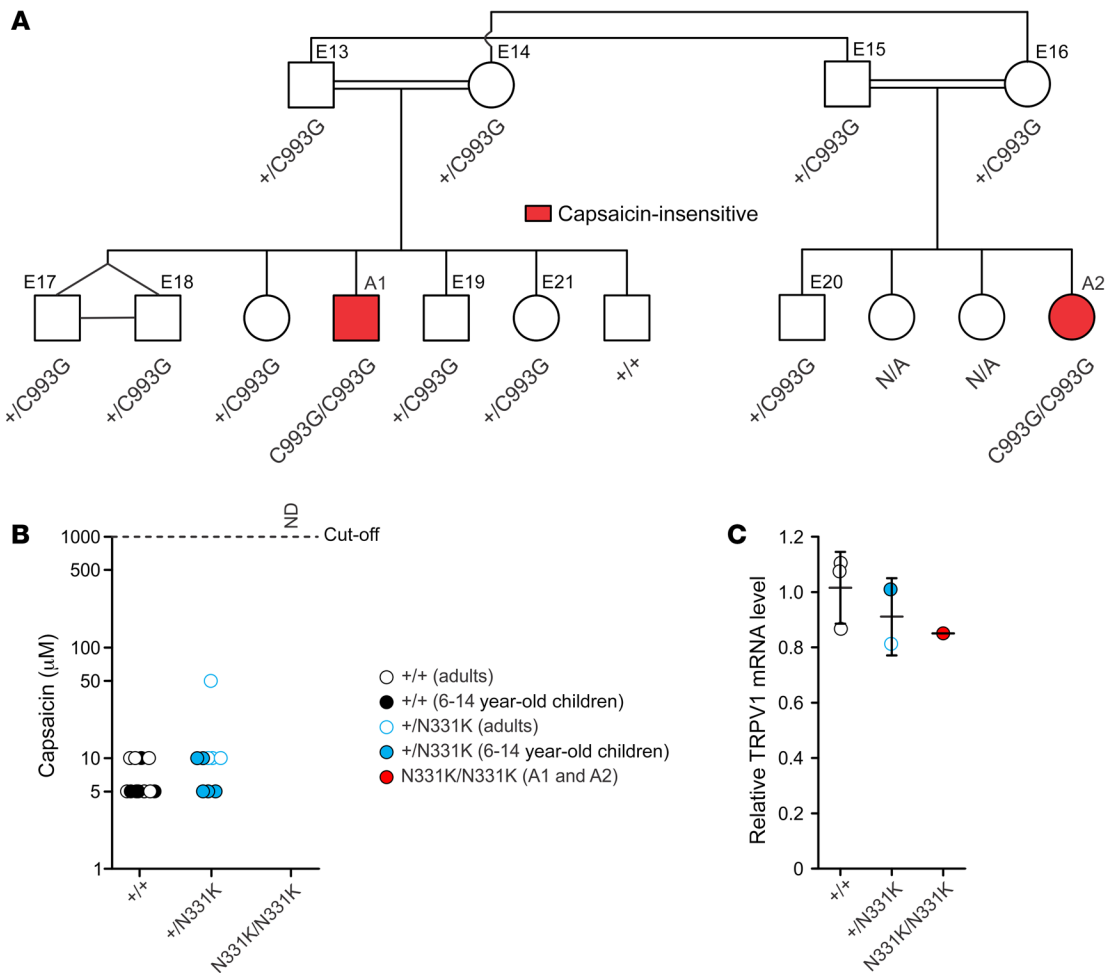 A
E13
E14
E15
E16
+/C993G
+/C993G
+/C993G
+/C993G
Capsaicin-insensitive
E17
E18
A1
E19
E21
E20
A2
+/C993G
+/C993G
+/C993G
C993G/C993G
+/C993G
+/C993G
+/+
+/C993G
N/A
N/A
C993G/C993G
B
ND
Cut-off
Capsaicin (µM)
1000
500
100
50
10
5
1
+/+
+/N331K
N331K/N331K
+/+ (adults)
+/+ (6-14 year-old children)
+/N331K (adults)
+/N331K (6-14 year-old children)
N331K/N331K (A1 and A2)
C
Relative TRPV1 mRNA level
1.2
1.0
0.8
0.6
0.4
0.2
0
+/+
+/N331K
N331K/N331K